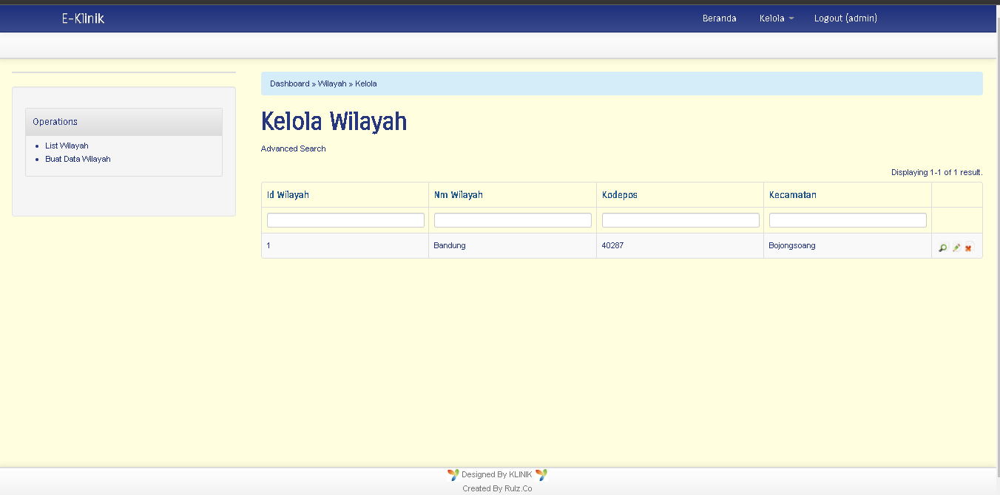 E-Klinik
Beranda
Kelola
Logout (admin)
Operations
List Wilayah
Buat Data Wilayah
Dashboard » Wilayah » Kelola
Kelola Wilayah
Advanced Search
Displaying 1-1 of 1 result.
Id Wilayah Nm Wilayah Kodepos Kecamatan
1 Bandung 40287 Bojongsoang
Designed By KLINIK
Created By Rulz.Co